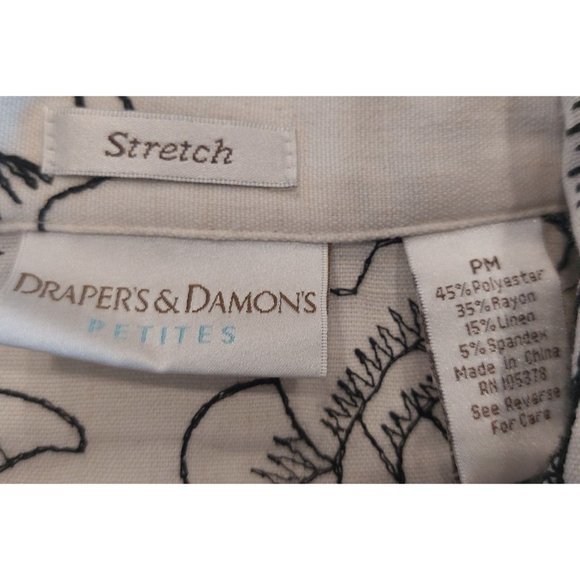 Stretch
DRAPER'S & DAMON'S
PETITES
PM
45% Polyester
35% Rayon
15% Linen
5% Spandex
Made in China
RN 105378
See Reverse
For Care